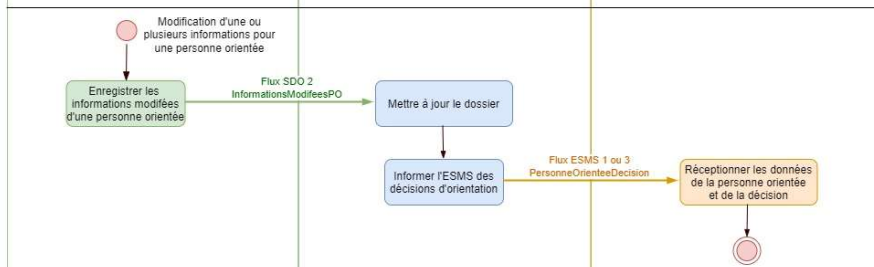 Modification d'une ou
plusieurs informations pour
une personne orientée
Enregistrer les
informations modifées
d'une personne orientée
Flux SDO 2
InformationsModifeesPO
Mettre à jour le dossier
Informer l'ESMS des
décisions d'orientation
Flux ESMS 1 ou 3
PersonneOrienteeDecision
Réceptionner les données
de la personne orientée
et de la décision